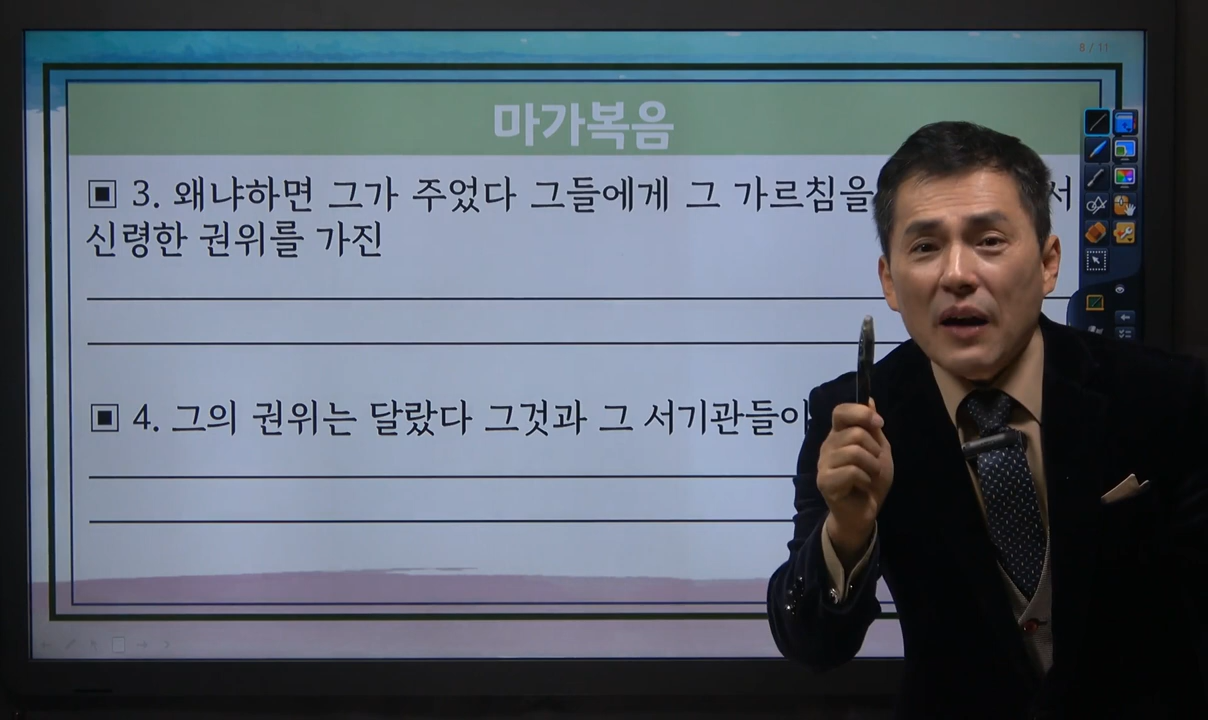 8 / 11
마가복음
▣ 3. 왜냐하면 그가 주었다 그들에게 그 가르침을 서
신령한 권위를 가진
▣ 4. 그의 권위는 달랐다 그것과 그 서기관들이